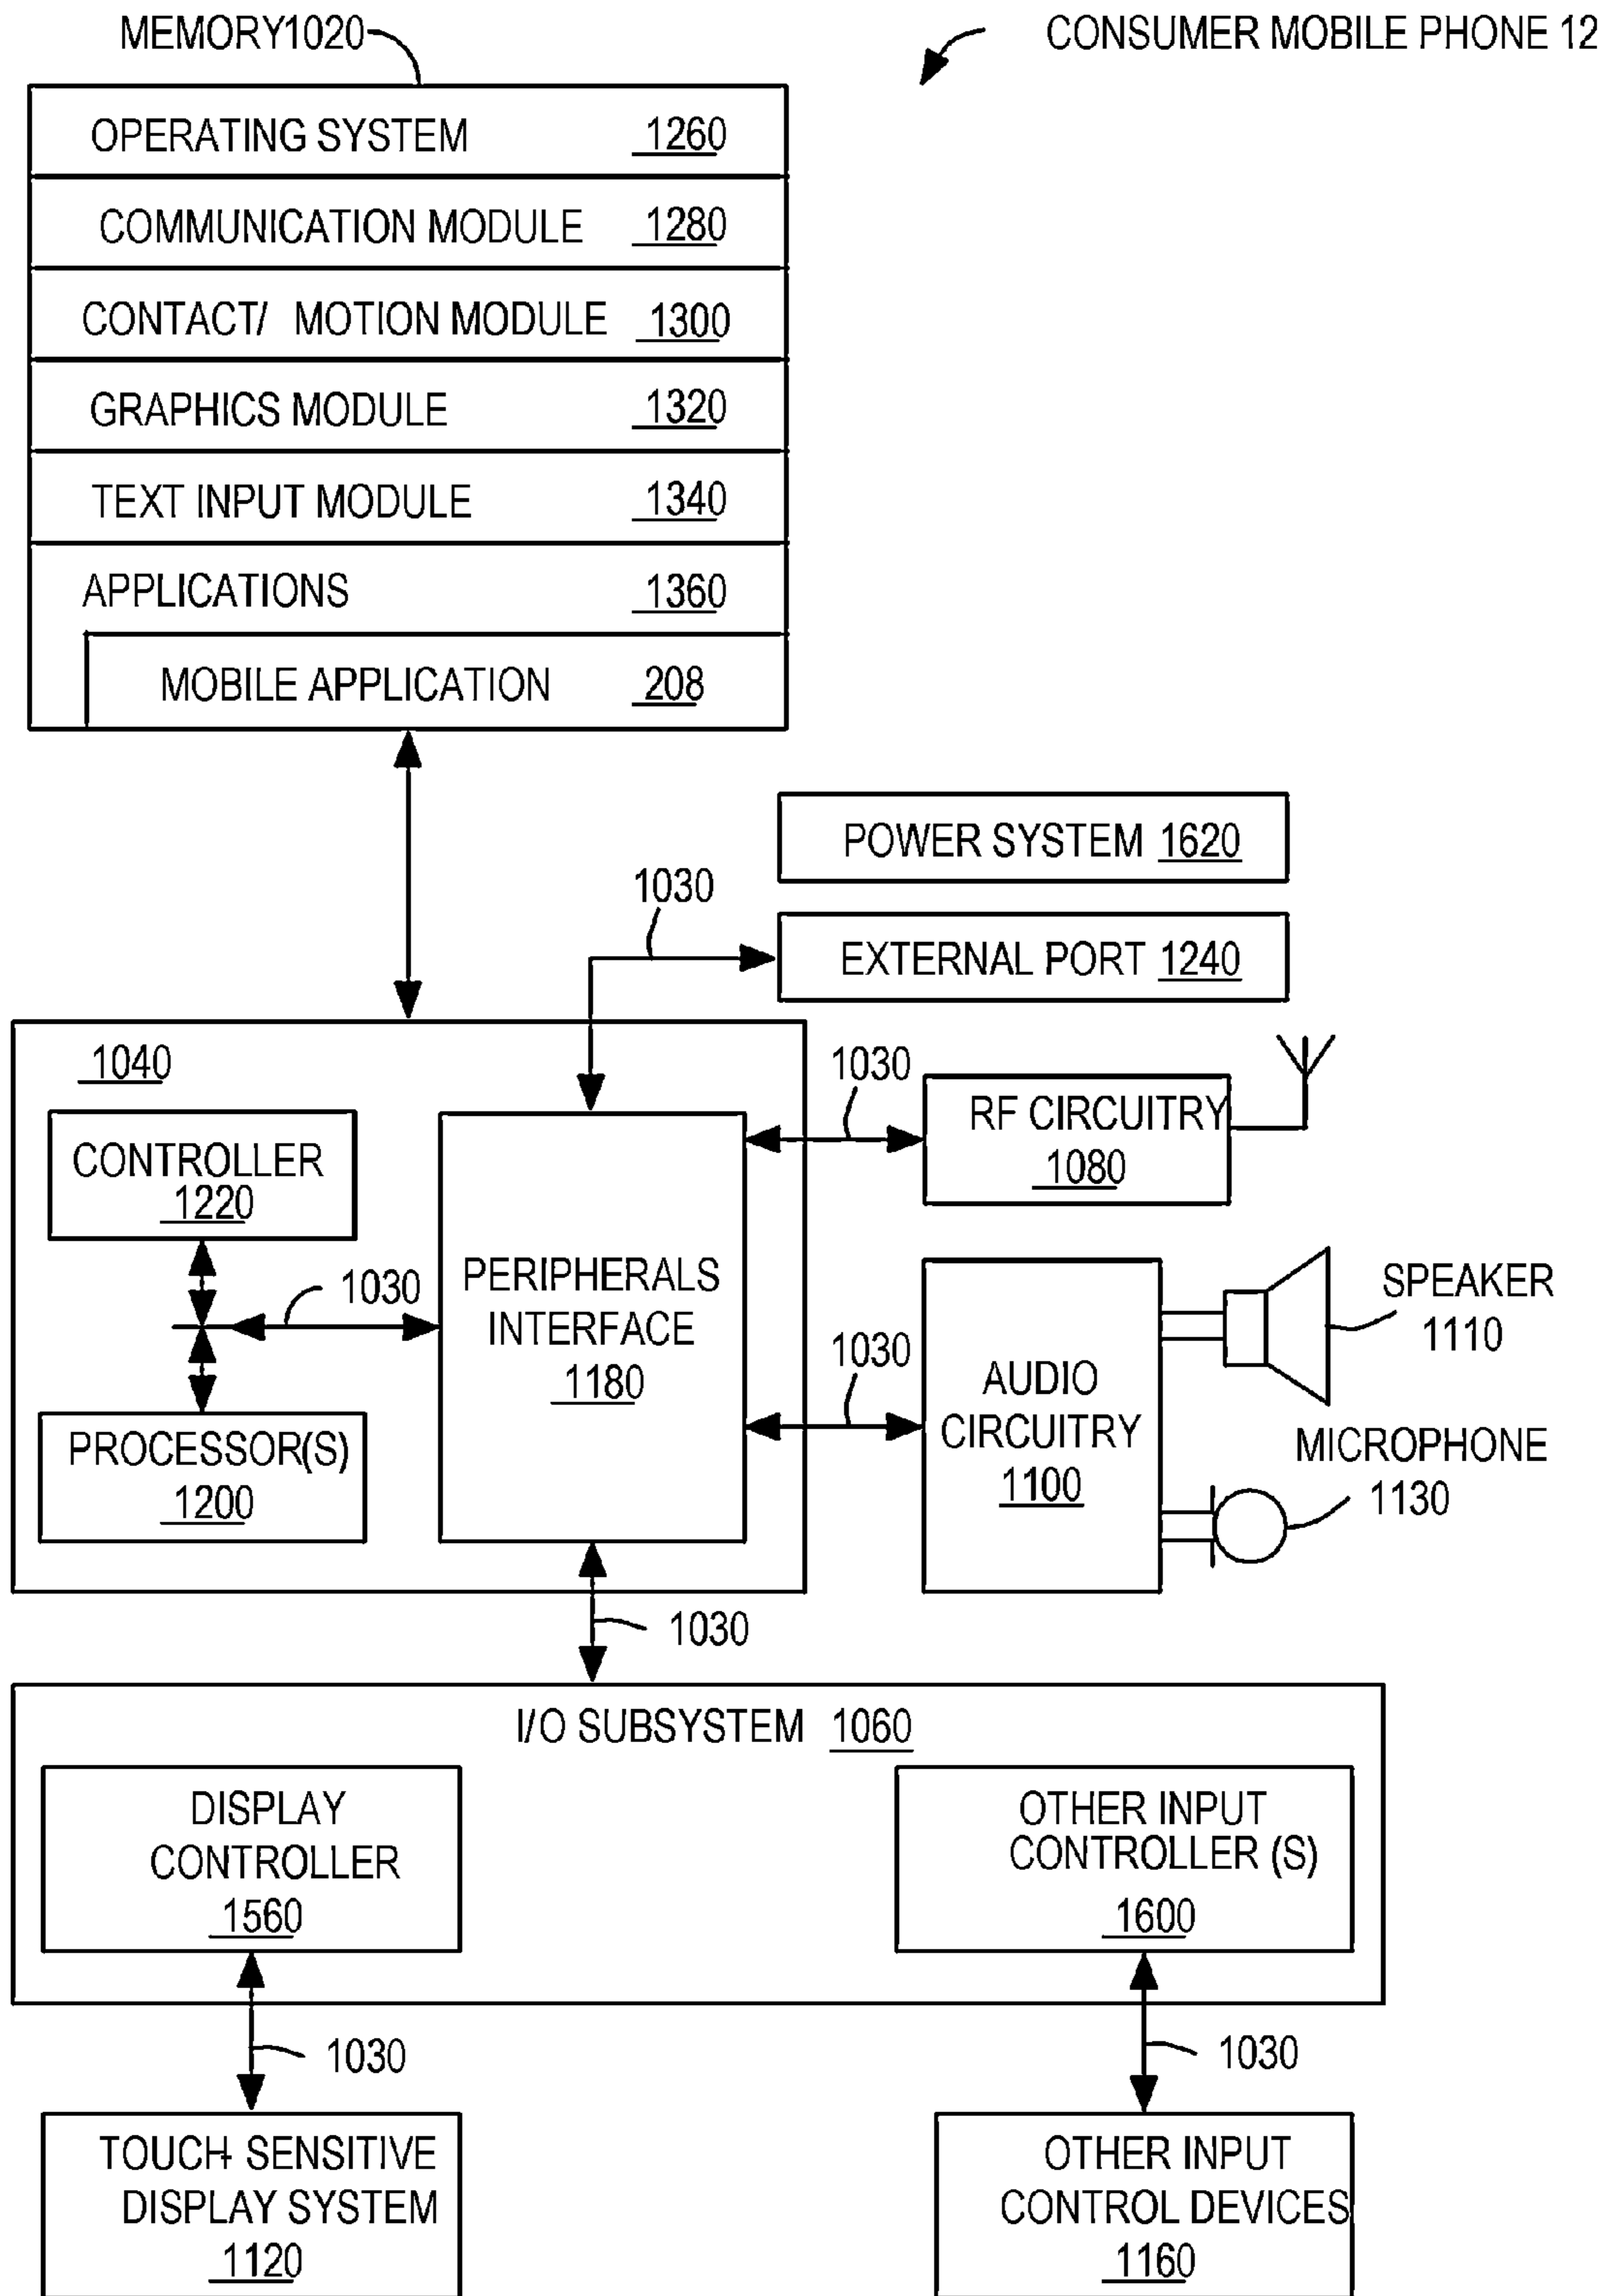 MEMORY1020
CONSUMER MOBILE PHONE 12
OPERATING SYSTEM 1260
COMMUNICATION MODULE 1280
CONTACT/ MOTION MODULE 1300
GRAPHICS MODULE 1320
TEXT INPUT MODULE 1340
APPLICATIONS 1360
MOBILE APPLICATION 208
POWER SYSTEM 1620
1030
EXTERNAL PORT 1240
1040
CONTROLLER
1220
1030
PROCESSOR(S)
1200
PERIPHERALS
INTERFACE
1180
1030
RF CIRCUITRY
1080
1030
AUDIO
CIRCUITRY
1100
SPEAKER
1110
MICROPHONE
1130
1030
I/O SUBSYSTEM 1060
DISPLAY
CONTROLLER
1560
OTHER INPUT
CONTROLLER (S)
1600
1030
1030
TOUCH-SENSITIVE
DISPLAY SYSTEM
1120
OTHER INPUT
CONTROL DEVICES
1160